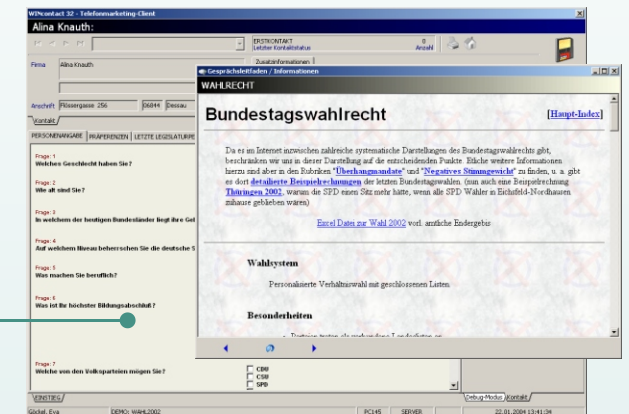 WINcontact 32 - Telefonmarketing-Client
Alina Knauth:
ERSTKONTAKT
Letzter Kontaktstatus
0
Anzahl
Zusatzinformationen
Firma
Alina Knauth
Anschrift
Flössergasse 256
06844
Dessau
Kontakt
PERSONENANGABE
PRÄFERENZEN
Frage: 1
Welches Geschlecht haben Sie?
Frage: 2
Wie alt sind Sie?
Frage: 3
In welchem der heutigen Bundesländer liegt ihre
Frage: 4
Auf welchem Niveau beherrschen Sie die deutsche
Frage: 5
Was machen Sie beruflich?
Frage: 6
Was ist Ihr höchster Bildungsabschluß?
Frage: 7
Welche von den Volksparteien mögen Sie?
CDU
CSU
SPD
EINSTIEG
Debug-Modus
Kontakt
Göckel, Eva
DEMO: WAHL2002
PC145
SERVER
22.01.2004 13:41:34
Gesprächsleitfaden / Informationen
WAHLRECHT
Bundestagswahlrecht
[Haupt-Index]
Da es im Internet inzwischen zahlreiche systematische Darstellungen des Bundestagswahlrechts gibt,
beschränken wir uns in dieser Darstellung auf die entscheidenden Punkte. Etliche weitere Informationen
hierzu sind aber in den Rubriken "Überhangmandate" und "Negatives Stimmgewicht" zu finden, u. a. gibt
es dort detailierte Beispielrechnungen der letzten Bundestagswahlen. (nun auch eine Beispielrechnung
Thüringen 2002, warum die SPD einen Sitz mehr hätte, wenn alle SPD Wähler in Eichsfeld-Nordhausen
zuhause geblieben wären)
Excel Datei zur Wahl 2002 vorl. amtliche Endergebis
Wahlsystem
Personalisierte Verhältniswahl mit geschlossenen Listen.
Besonderheiten